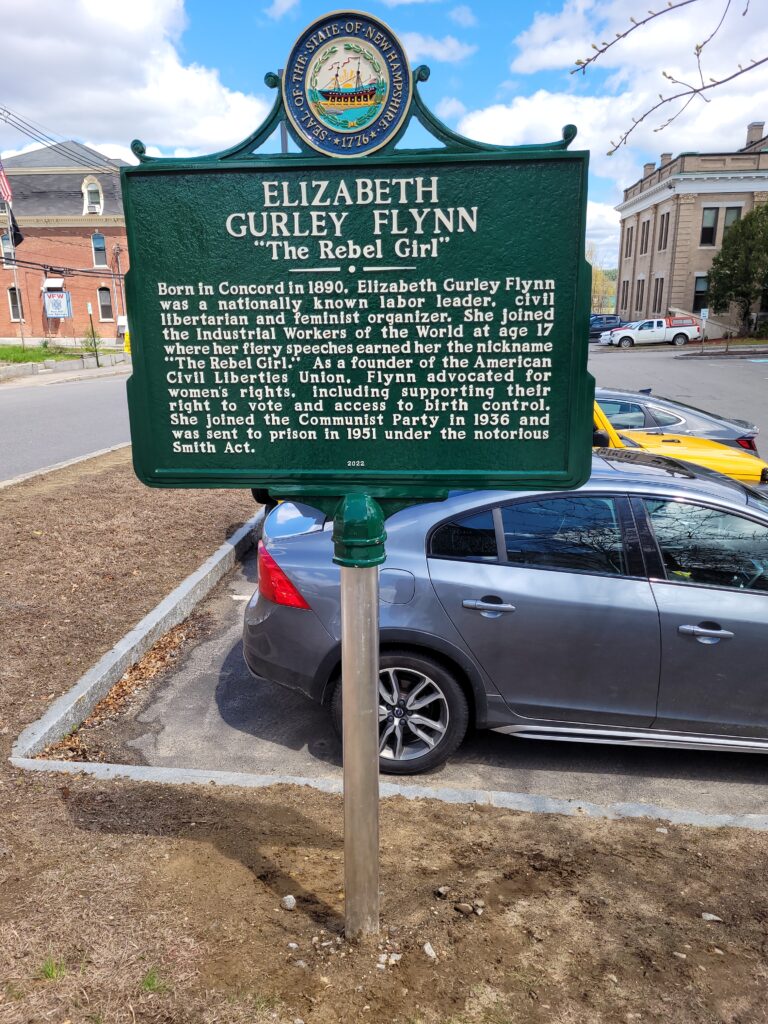 SEAL·OF·THE·STATE·OF·NEW HAMPSHIRE
·1776·
ELIZABETH
GURLEY FLYNN
"The Rebel Girl"
Born in Concord in 1890, Elizabeth Gurley Flynn
was a nationally known labor leader, civil
libertarian and feminist organizer. She joined
the Industrial Workers of the World at age 17
where her fiery speeches earned her the nickname
"The Rebel Girl." As a founder of the American
Civil Liberties Union, Flynn advocated for
women's rights, including supporting their
right to vote and access to birth control.
She joined the Communist Party in 1936 and
was sent to prison in 1951 under the notorious
Smith Act.
2022
VFW